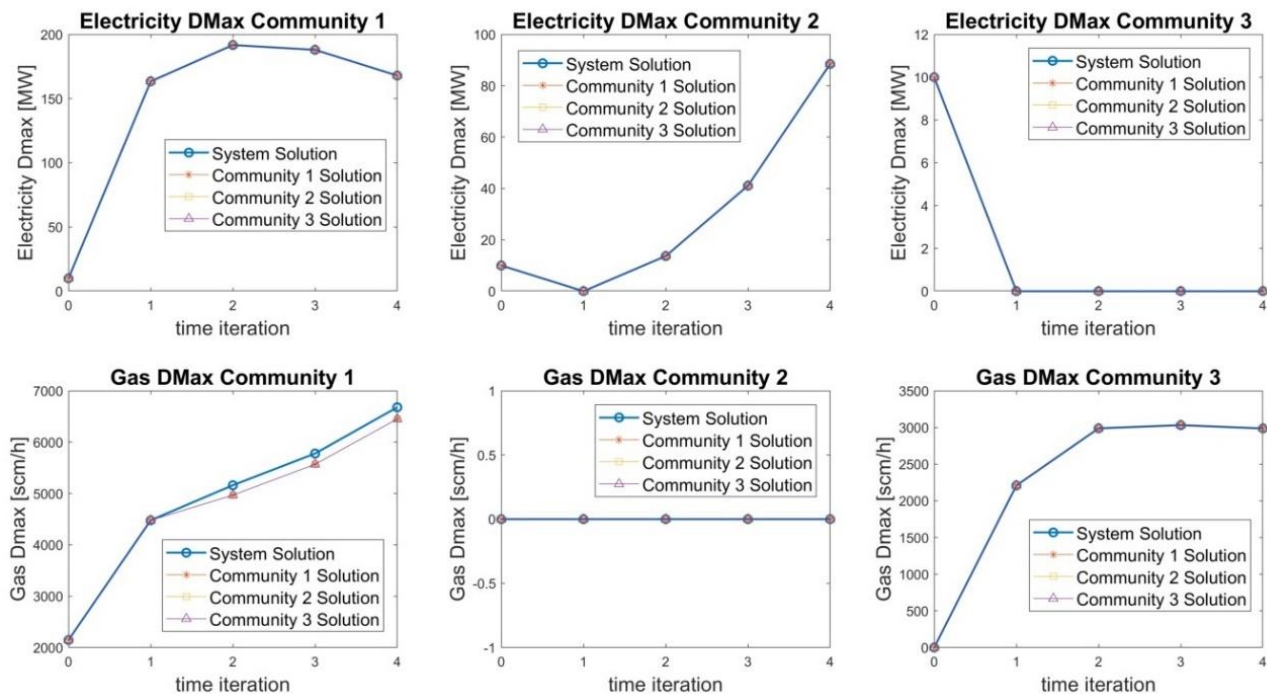 Electricity DMax Community 1
Electricity Dmax [MW]
200
150
100
50
0
System Solution
Community 1 Solution
Community 2 Solution
Community 3 Solution
0 1 2 3 4
time iteration
Electricity DMax Community 2
Electricity Dmax [MW]
100
80
60
40
20
0
System Solution
Community 1 Solution
Community 2 Solution
Community 3 Solution
0 1 2 3 4
time iteration
Electricity DMax Community 3
Electricity Dmax [MW]
12
10
8
6
4
2
0
System Solution
Community 1 Solution
Community 2 Solution
Community 3 Solution
0 1 2 3 4
time iteration
Gas DMax Community 1
Gas Dmax [scm/h]
7000
6000
5000
4000
3000
2000
System Solution
Community 1 Solution
Community 2 Solution
Community 3 Solution
0 1 2 3 4
time iteration
Gas DMax Community 2
Gas Dmax [scm/h]
1
0.5
0
-0.5
-1
System Solution
Community 1 Solution
Community 2 Solution
Community 3 Solution
0 1 2 3 4
time iteration
Gas DMax Community 3
Gas Dmax [scm/h]
3500
3000
2500
2000
1500
1000
500
0
System Solution
Community 1 Solution
Community 2 Solution
Community 3 Solution
0 1 2 3 4
time iteration